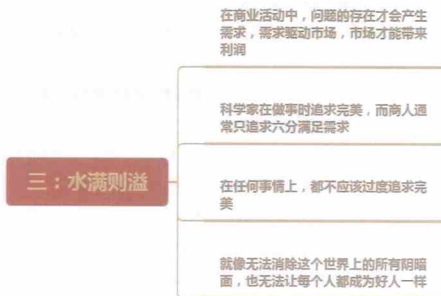 在商业活动中，问题的存在才会产生
需求，需求驱动市场，市场才能带来
利润
科学家在做事时追求完美，而商人通
常只追求六分满足需求
三：水满则溢
在任何事情上，都不应该过度追求完
美
就像无法消除这个世界上的所有阴暗
面，也无法让每个人都成为好人一样